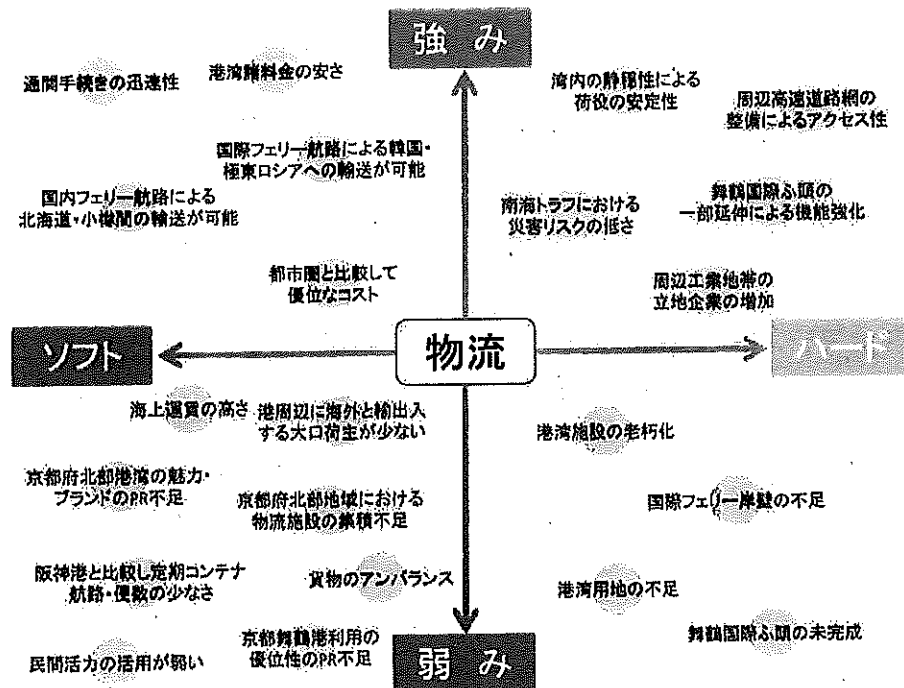 強 み
通関手続きの迅速性
港湾諸料金の安さ
湾内の静穏性による
荷役の安定性
周辺高速道路網の
整備によるアクセス性
国際フェリー航路による韓国・
極東ロシアへの輸送が可能
国内フェリー航路による
北海道・小樽間の輸送が可能
南海トラフにおける
災害リスクの低さ
舞鶴国際ふ頭の
一部延伸による機能強化
都市圏と比較して
優位なコスト
周辺工業地帯の
立地企業の増加
ソフト
物流
ハード
海上運賃の高さ
港周辺に海外と輸出入
する大口荷主が少ない
港湾施設の老朽化
京都府北部港湾の魅力・
ブランドのPR不足
京都府北部地域における
物流施設の集積不足
国際フェリー岸壁の不足
阪神港と比較し定期コンテナ
航路・便数の少なさ
貨物のアンバランス
港湾用地の不足
民間活力の活用が弱い
京都舞鶴港利用の
優位性のPR不足
舞鶴国際ふ頭の未完成
弱 み